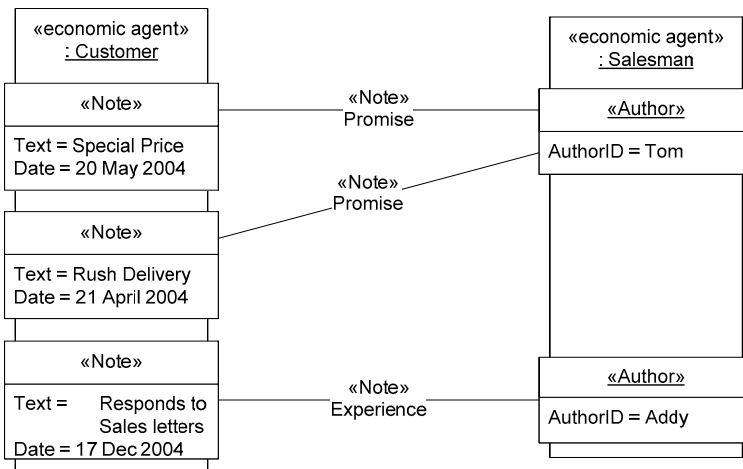 «economic agent»
: Customer
«Note»
Text = Special Price
Date = 20 May 2004
«Note»
Text = Rush Delivery
Date = 21 April 2004
«Note»
Text = Responds to
Sales letters
Date = 17 Dec 2004
«Note»
Promise
«Note»
Promise
«Note»
Experience
«economic agent»
: Salesman
«Author»
AuthorID = Tom
«Author»
AuthorID = Addy